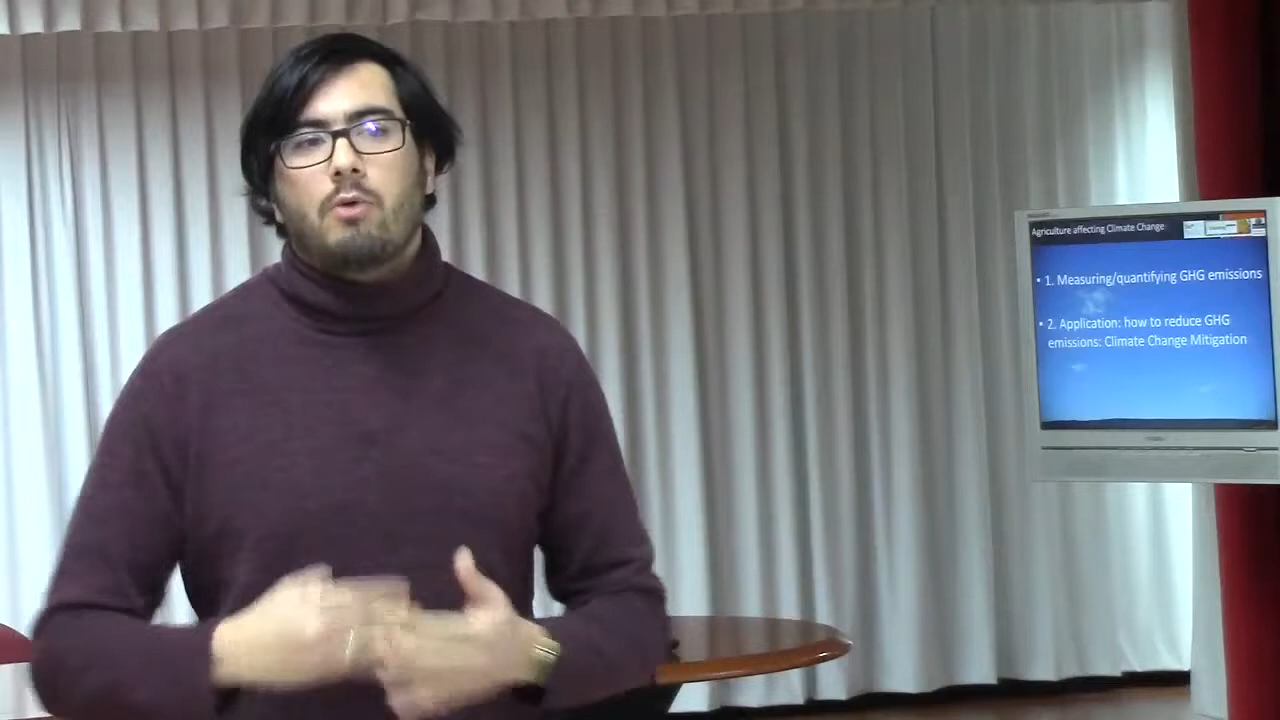 Agriculture affecting Climate Change
• 1. Measuring/quantifying GHG emissions
• 2. Application: how to reduce GHG
emissions: Climate Change Mitigation